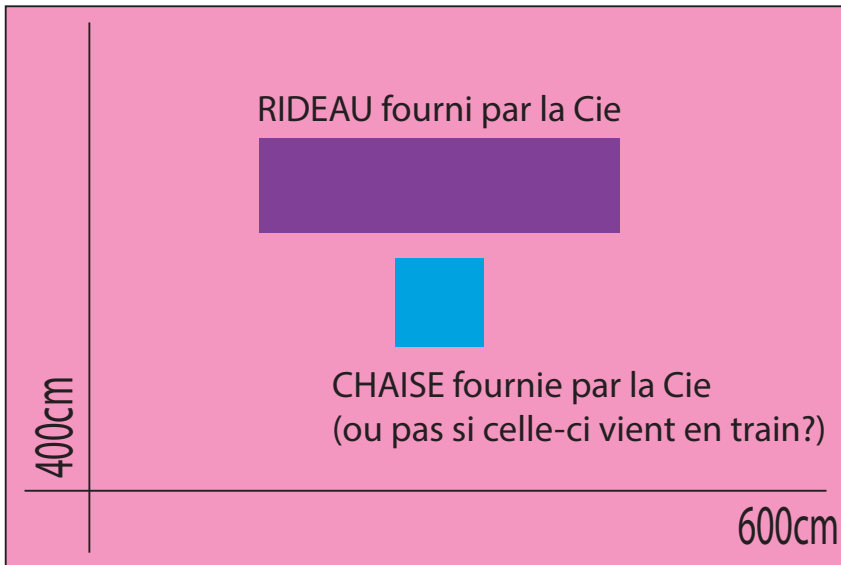 RIDEAU fourni par la Cie
CHAISE fournie par la Cie
(ou pas si celle-ci vient en train?)
400cm
600cm